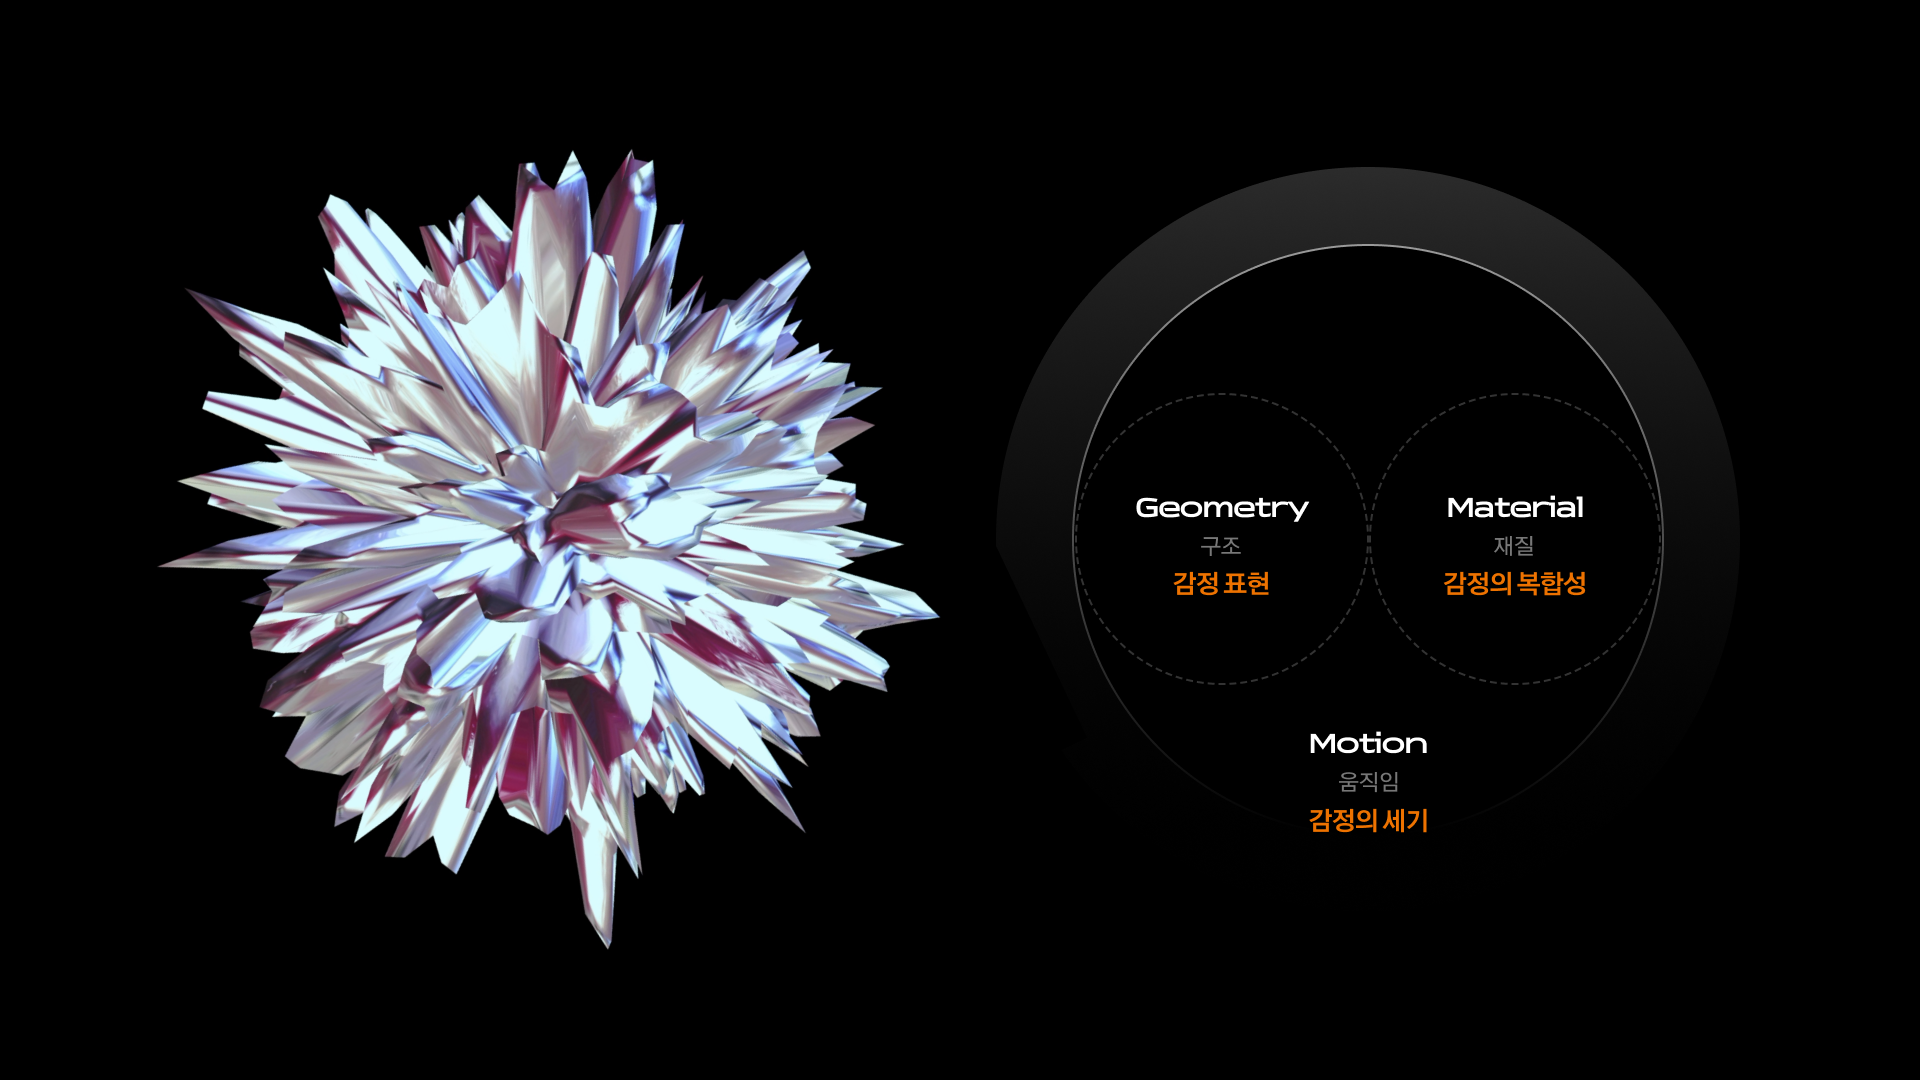 Geometry
구조
감정 표현
Material
재질
감정의 복합성
Motion
움직임
감정의 세기